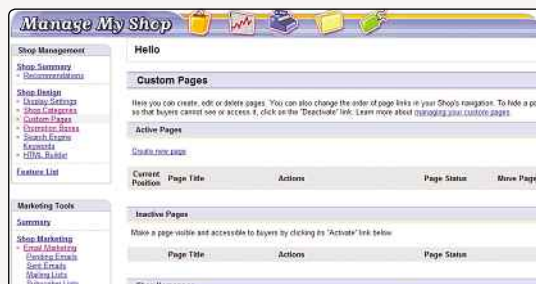 Manage My Shop
Shop Management
Shop Summary
Recommendations
Shop Design
Display Settings
Shop Categories
Custom Pages
Promotion Boxes
Search Engine
Keywords
HTML Builder
Feature List
Marketing Tools
Summary
Shop Marketing
Email Marketing
Pending Emails
Sent Emails
Mailing Lists
Subscriber Lists
Hello
Custom Pages
Here you can create, edit or delete pages. You can also change the order of page links in your Shop's navigation. To hide a
so that buyers cannot see or access it, click on the "Deactivate" link. Learn more about managing your custom pages
Active Pages
Create new page
Current Position Page Title Actions Page Status Move Page
Inactive Pages
Make a page visible and accessible to buyers by clicking its 'Activate' link below
Page Title Actions Page Status